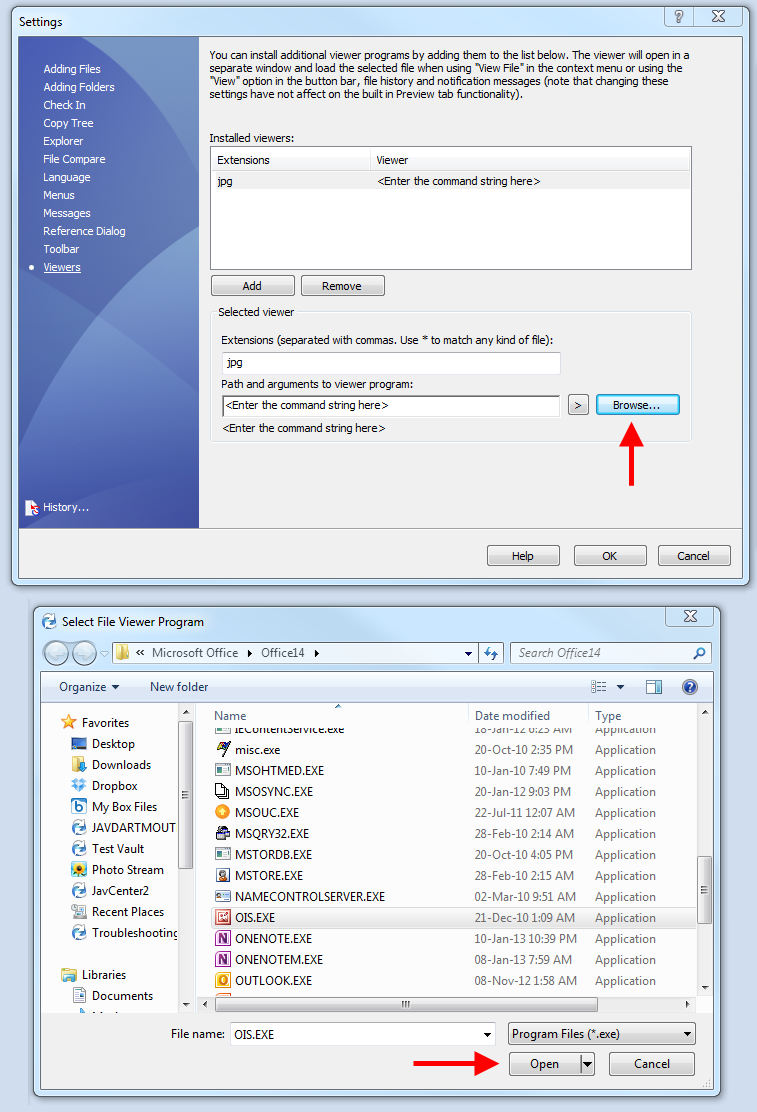 Settings
Adding Files
Adding Folders
Check In
Copy Tree
Explorer
File Compare
Language
Menus
Messages
Reference Dialog
Toolbar
Viewers
History...
You can install additional viewer programs by adding them to the list below. The viewer will open in a
separate window and load the selected file when using "View File" in the context menu or using the
"View" option in the button bar, file history and notification messages (note that changing these
settings have not affect on the built in Preview tab functionality).
Installed viewers:
Extensions Viewer
jpg <Enter the command string here>
Add Remove
Selected viewer
Extensions (separated with commas. Use * to match any kind of file):
jpg
Path and arguments to viewer program:
<Enter the command string here> > Browse...
<Enter the command string here>
Help OK Cancel
Select File Viewer Program
« Microsoft Office Office14 Search Office14
Organize New folder
Favorites
Desktop
Downloads
Dropbox
My Box Files
JAVDARTMOUT
Test Vault
Photo Stream
JavCenter2
Recent Places
Troubleshooting
Libraries
Documents
Name Date modified Type
IEContentService.exe 18-Jan-12 6:25 AM Application
misc.exe 20-Oct-10 2:35 PM Application
MSOHTMED.EXE 10-Jan-10 7:49 PM Application
MSOSYNC.EXE 20-Jan-12 9:03 PM Application
MSOUC.EXE 22-Jul-11 12:07 AM Application
MSQRY32.EXE 28-Feb-10 2:14 AM Application
MSTORDB.EXE 20-Oct-10 4:05 PM Application
MSTORE.EXE 28-Feb-10 2:15 AM Application
NAMECONTROLSERVER.EXE 02-Mar-10 9:51 AM Application
OIS.EXE 21-Dec-10 1:09 AM Application
ONENOTE.EXE 10-Jan-13 10:39 PM Application
ONENOTEM.EXE 08-Jan-13 7:59 AM Application
OUTLOOK.EXE 08-Nov-12 1:58 AM Application
File name: OIS.EXE Program Files (*.exe)
Open Cancel